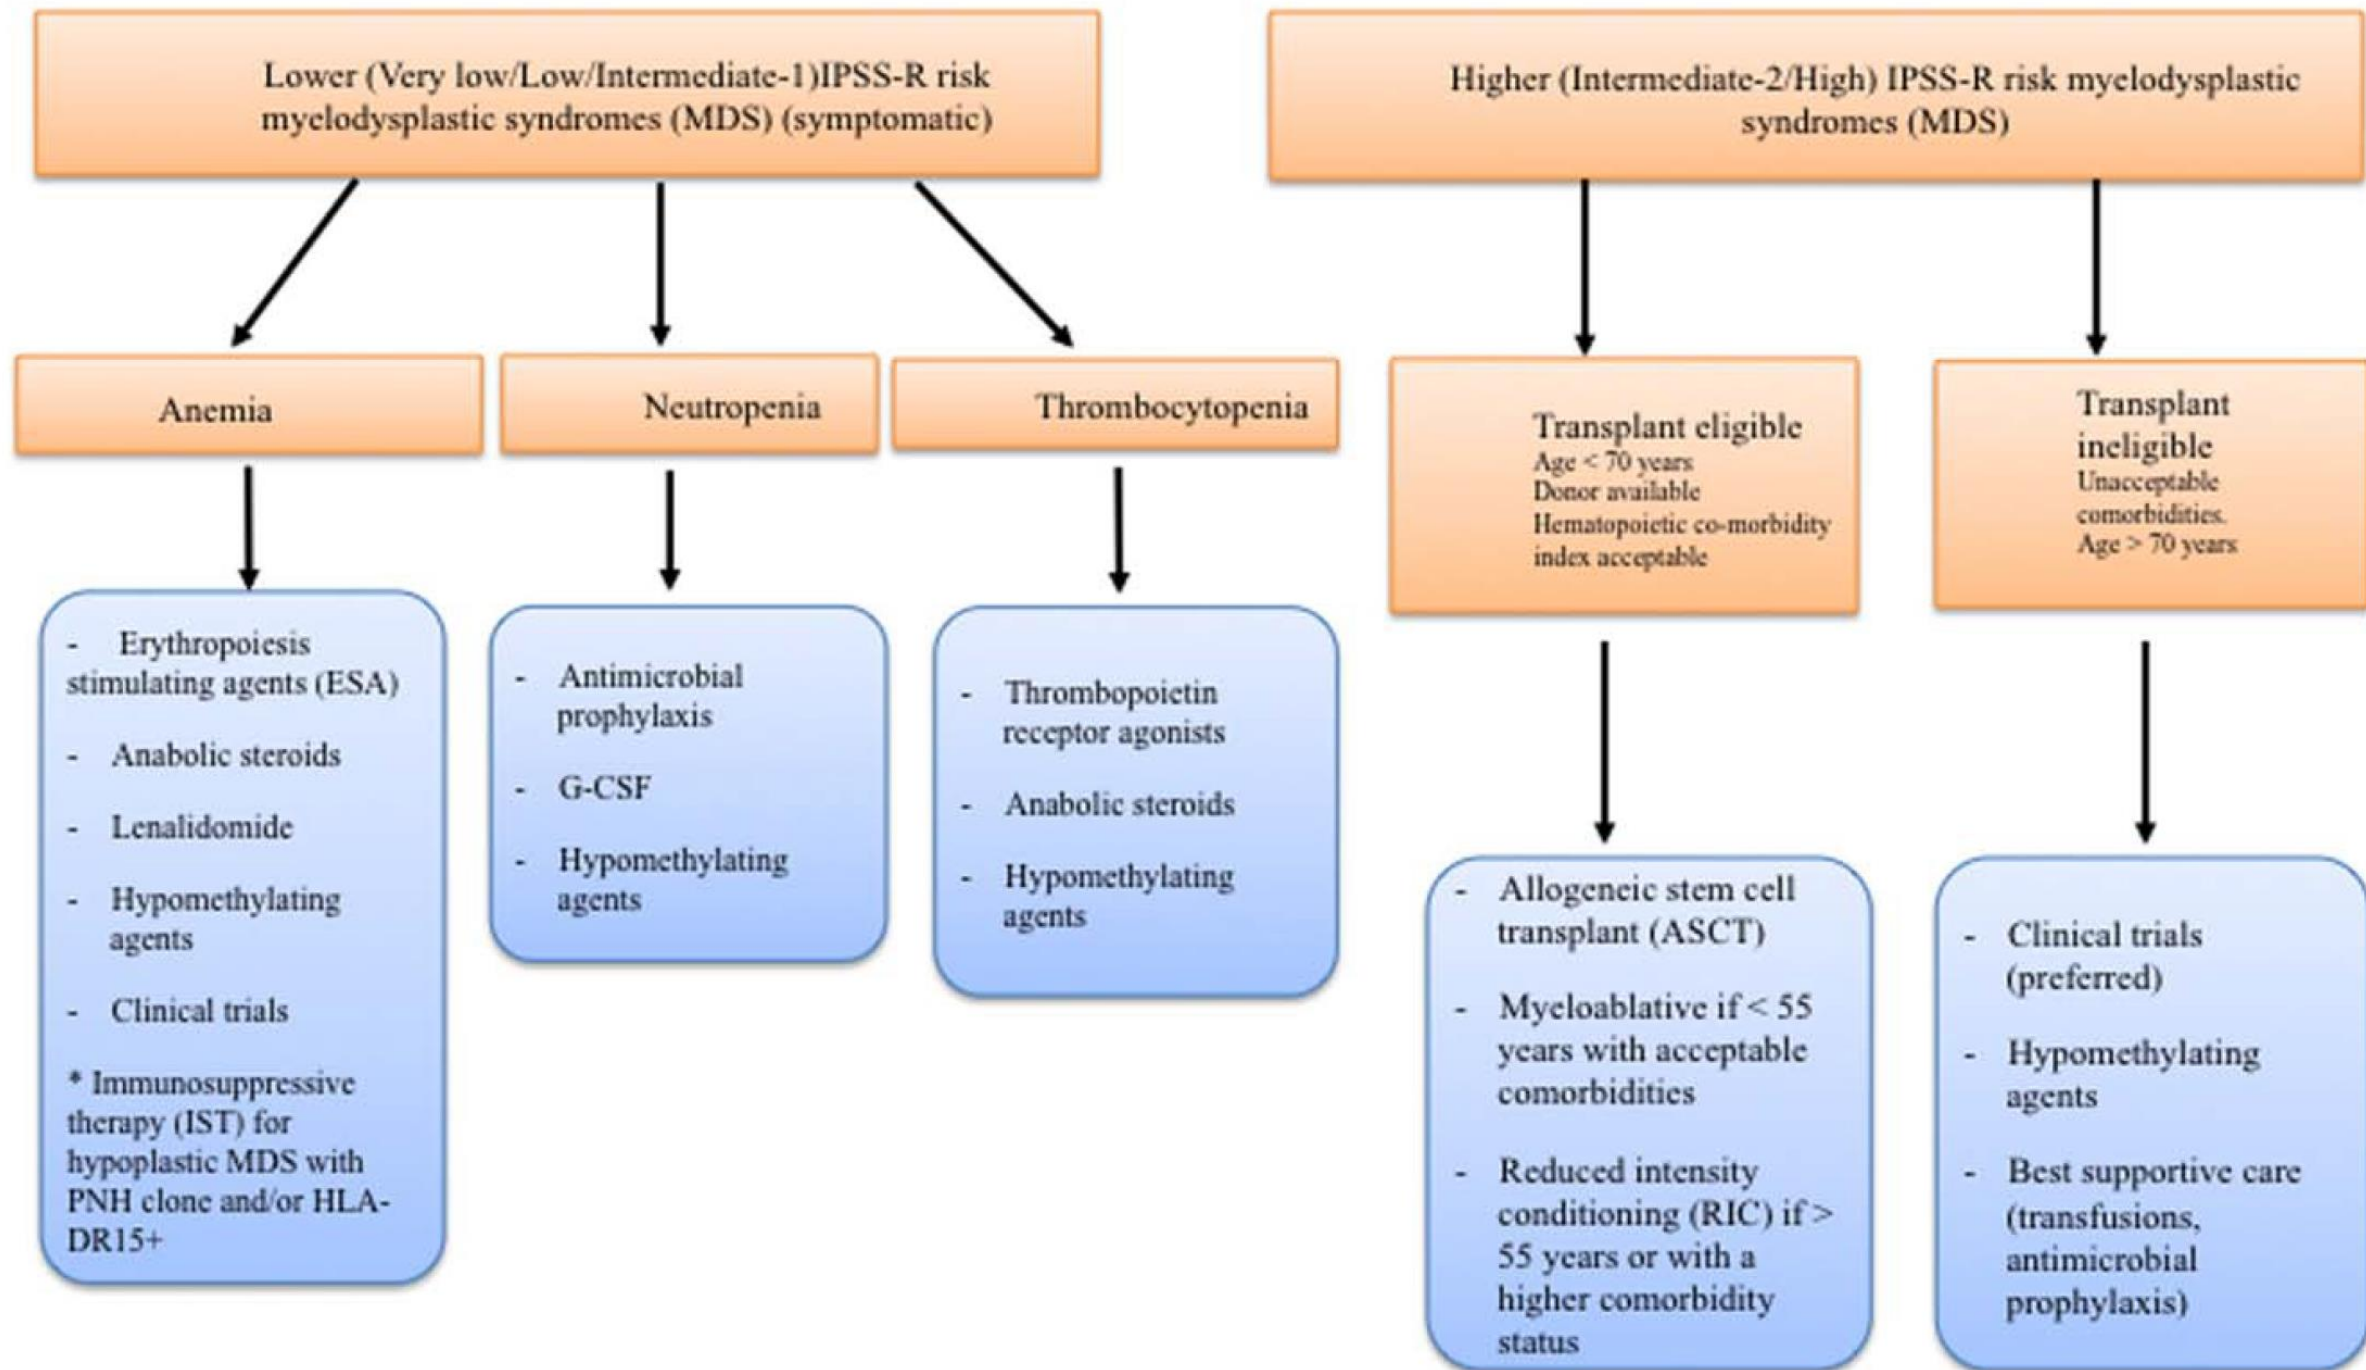 Lower (Very low/Low/Intermediate-1)IPSS-R risk
myelodysplastic syndromes (MDS) (symptomatic)
Higher (Intermediate-2/High) IPSS-R risk myelodysplastic
syndromes (MDS)
Anemia
Neutropenia
Thrombocytopenia
Transplant eligible
Age < 70 years
Donor available
Hematopoietic co-morbidity
index acceptable
Transplant
ineligible
Unacceptable
comorbidities.
Age > 70 years
- Erythropoiesis
stimulating agents (ESA)
- Anabolic steroids
- Lenalidomide
- Hypomethylating
agents
- Clinical trials
* Immunosuppressive
therapy (IST) for
hypoplastic MDS with
PNH clone and/or HLA-
DR15+
- Antimicrobial
prophylaxis
- G-CSF
- Hypomethylating
agents
- Thrombopoietin
receptor agonists
- Anabolic steroids
- Hypomethylating
agents
- Allogeneic stem cell
transplant (ASCT)
- Myeloablative if < 55
years with acceptable
comorbidities
- Reduced intensity
conditioning (RIC) if >
55 years or with a
higher comorbidity
status
- Clinical trials
(preferred)
- Hypomethylating
agents
- Best supportive care
(transfusions,
antimicrobial
prophylaxis)